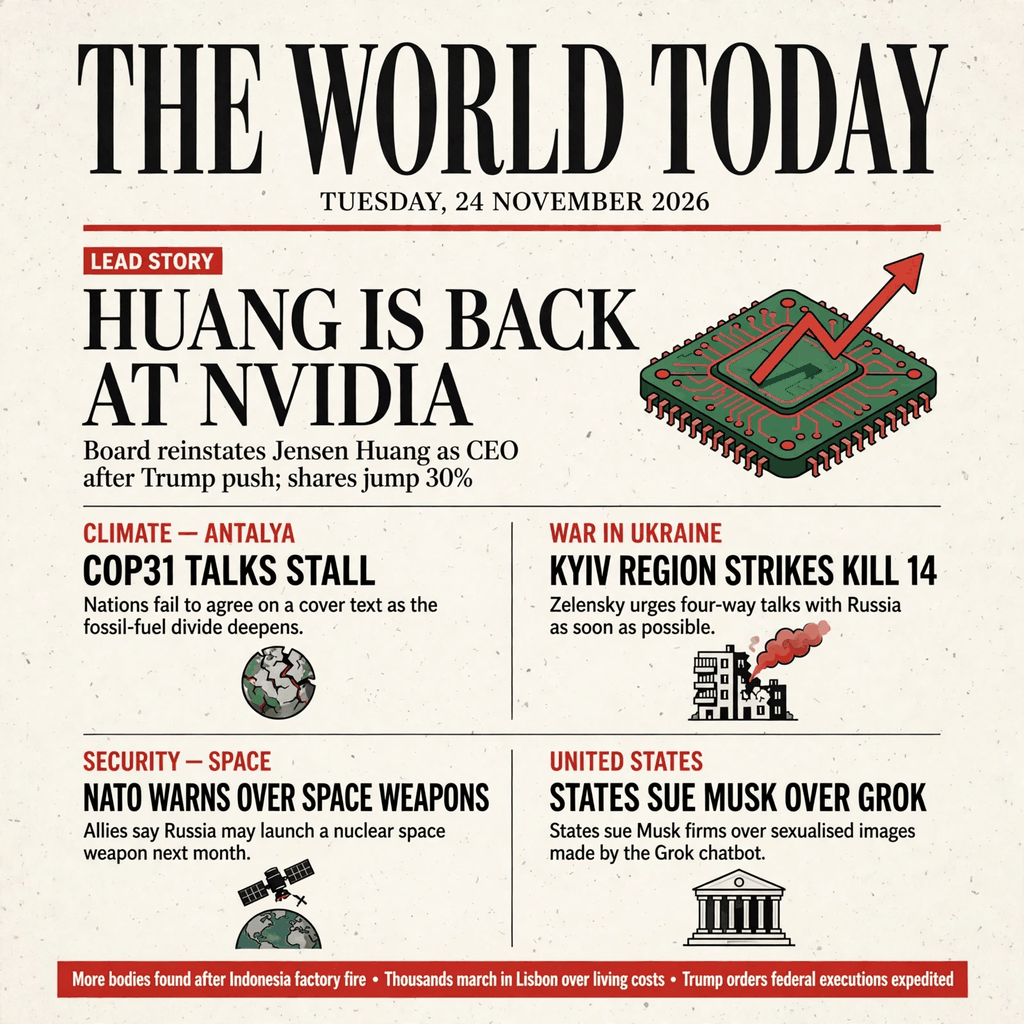 THE WORLD TODAY
TUESDAY, 24 NOVEMBER 2026
LEAD STORY
HUANG IS BACK
AT NVIDIA
Board reinstates Jensen Huang as CEO
after Trump push; shares jump 30%
CLIMATE — ANTALYA
COP31 TALKS STALL
Nations fail to agree on a cover text as the
fossil-fuel divide deepens.
WAR IN UKRAINE
KYIV REGION STRIKES KILL 14
Zelensky urges four-way talks with Russia
as soon as possible.
SECURITY — SPACE
NATO WARNS OVER SPACE WEAPONS
Allies say Russia may launch a nuclear space
weapon next month.
UNITED STATES
STATES SUE MUSK OVER GROK
States sue Musk firms over sexualised images
made by the Grok chatbot.
More bodies found after Indonesia factory fire • Thousands march in Lisbon over living costs • Trump orders federal executions expedited